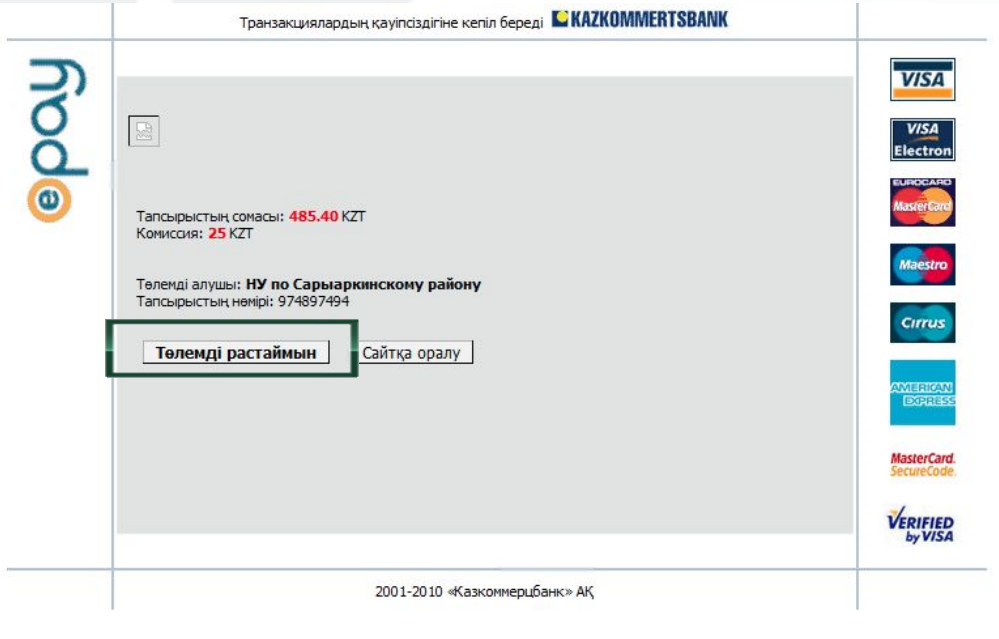 Транзакциялардың қауіпсіздігіне кепіл береді KAZKOMMERTSBANK
epay
Тапсырыстың сомасы: 485.40 KZT
Комиссия: 25 KZT
Төлемді алушы: НУ по Сарыаркинскому району
Тапсырыстың нөмірі: 974897494
Төлемді растаймын
Сайтқа оралу
VISA
VISA
Electron
EUROCARD
MasterCard
Maestro
Cirrus
AMERICAN
EXPRESS
MasterCard.
SecureCode.
VERIFIED
by VISA
2001-2010 «Казкоммерцбанк» АҚ